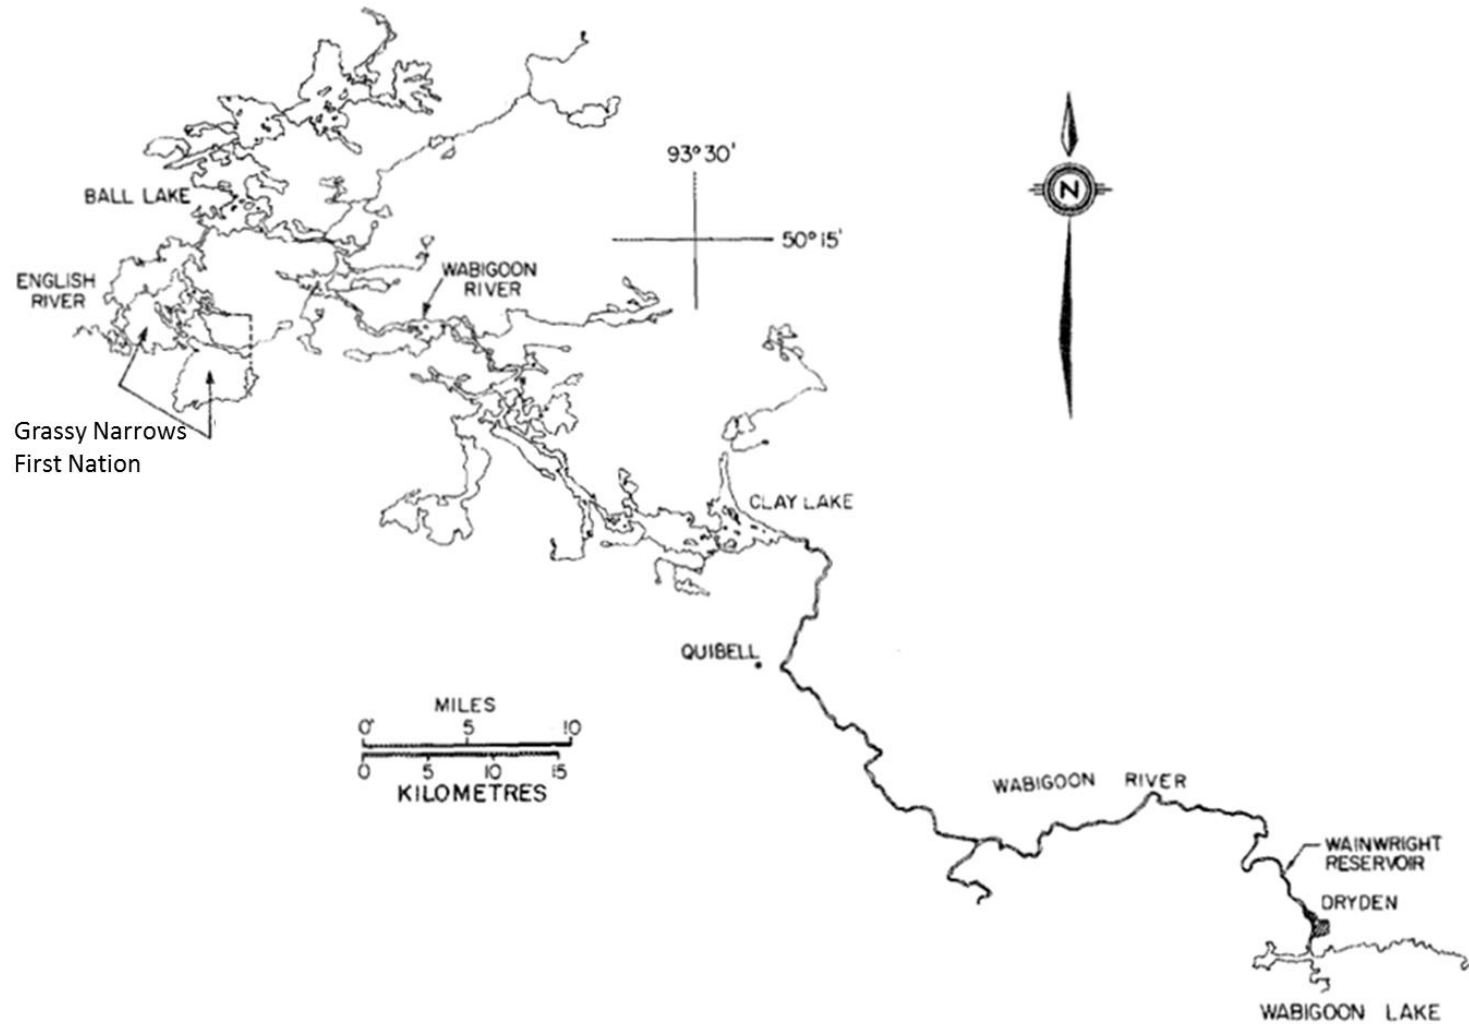 93°30'
N
BALL LAKE
50°15'
ENGLISH
RIVER
WABIGOON
RIVER
Grassy Narrows
First Nation
CLAY LAKE
QUIBELL
MILES
0 5 10
0 5 10 15
KILOMETRES
WABIGOON RIVER
WAINWRIGHT
RESERVOIR
DRYDEN
WABIGOON LAKE